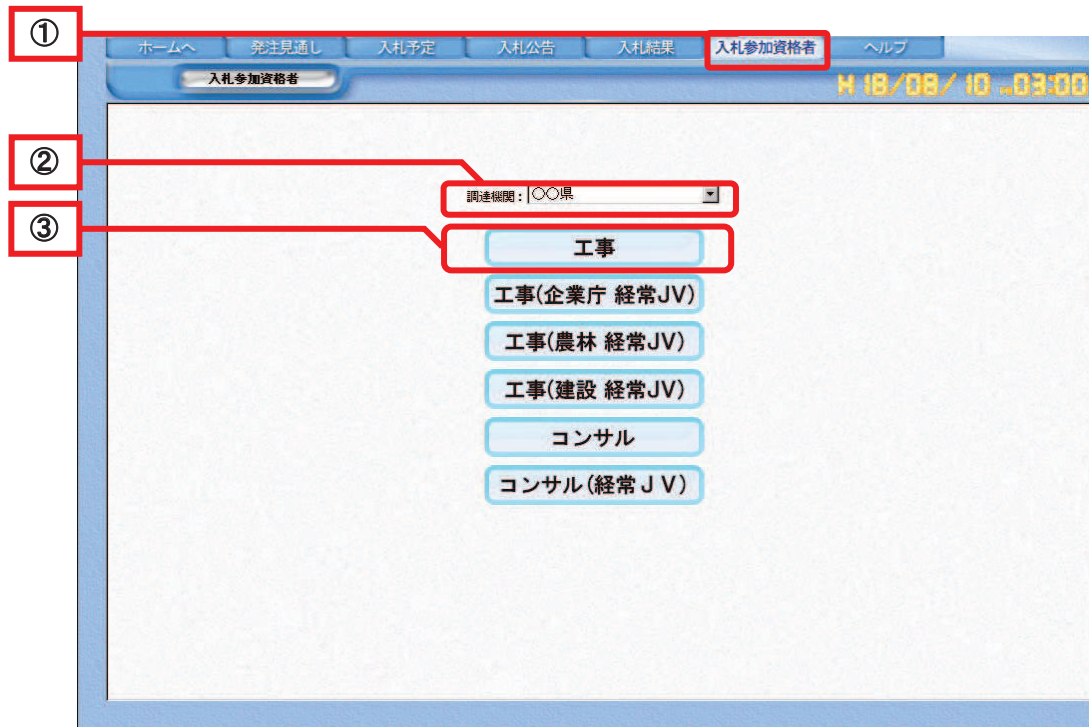 ①
ホームへ 発注見通し 入札予定 入札公告 入札結果 入札参加資格者 ヘルプ
入札参加資格者
H 18/08/10 PM 03:00
②
調達機関：○○県
③
工事
工事(企業庁 経常JV)
工事(農林 経常JV)
工事(建設 経常JV)
コンサル
コンサル(経常ＪＶ)